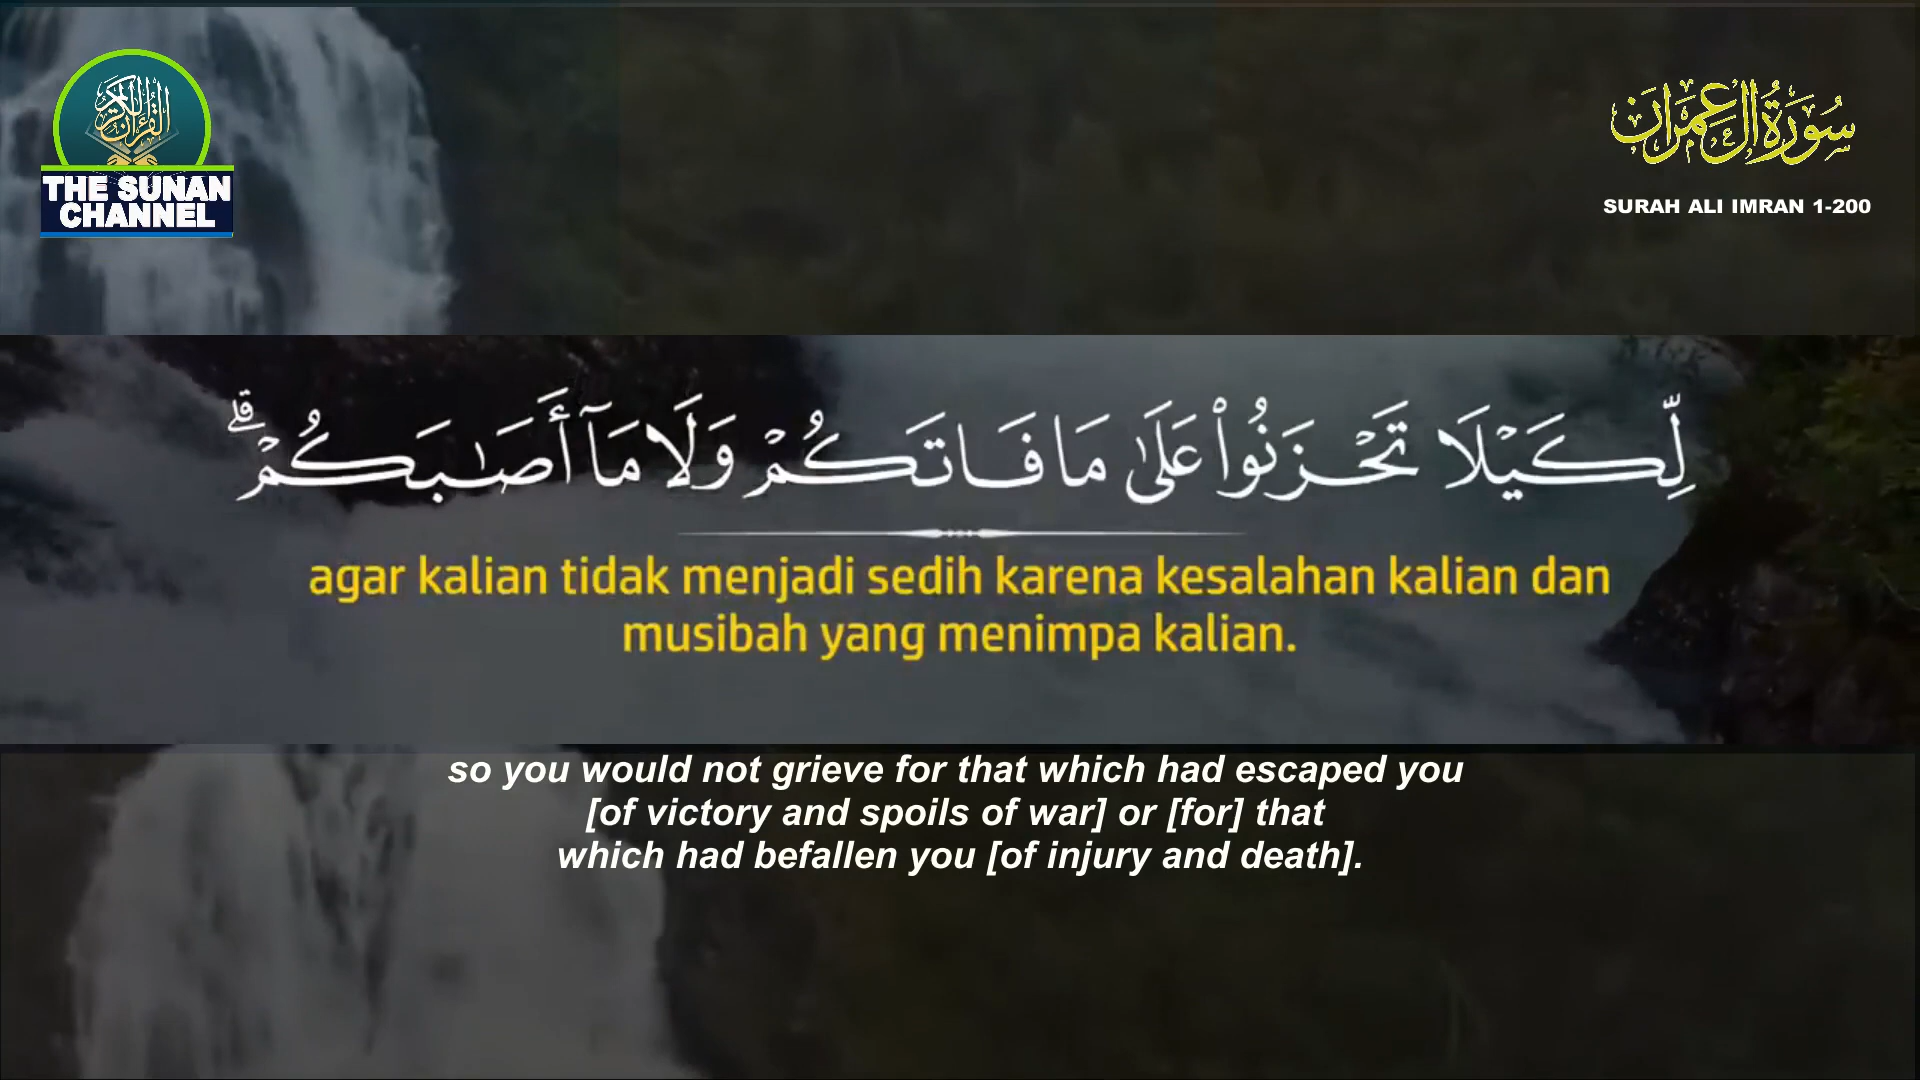 القرآن الكريم
THE SUNAN
CHANNEL
سُورَةُ آل عِمْرَان
SURAH ALI IMRAN 1-200
لِّكَيْلَا تَحْزَنُوا۟ عَلَىٰ مَا فَاتَكُمْ وَلَا مَآ أَصَـٰبَكُمْ ۗ
agar kalian tidak menjadi sedih karena kesalahan kalian dan
musibah yang menimpa kalian.
so you would not grieve for that which had escaped you
[of victory and spoils of war] or [for] that
which had befallen you [of injury and death].